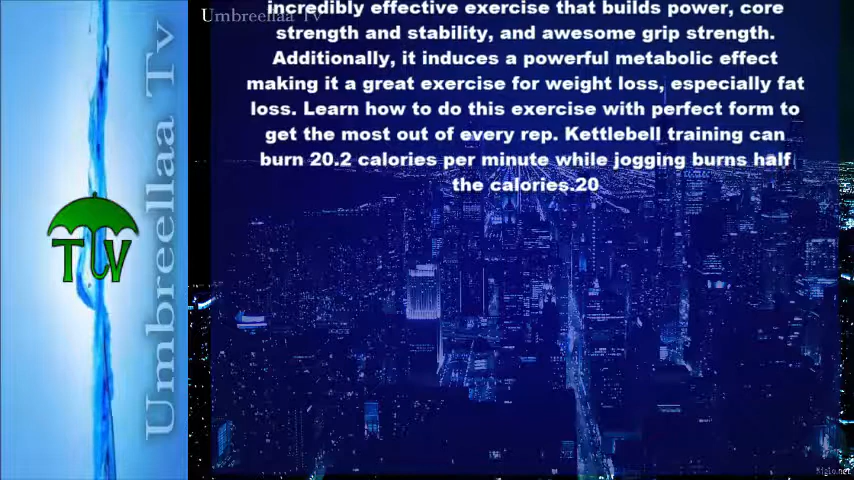 Umbreellaa Tv
incredibly effective exercise that builds power, core
strength and stability, and awesome grip strength.
Additionally, it induces a powerful metabolic effect
making it a great exercise for weight loss, especially fat
loss. Learn how to do this exercise with perfect form to
get the most out of every rep. Kettlebell training can
burn 20.2 calories per minute while jogging burns half
the calories.20
Umbreellaa Tv
TV